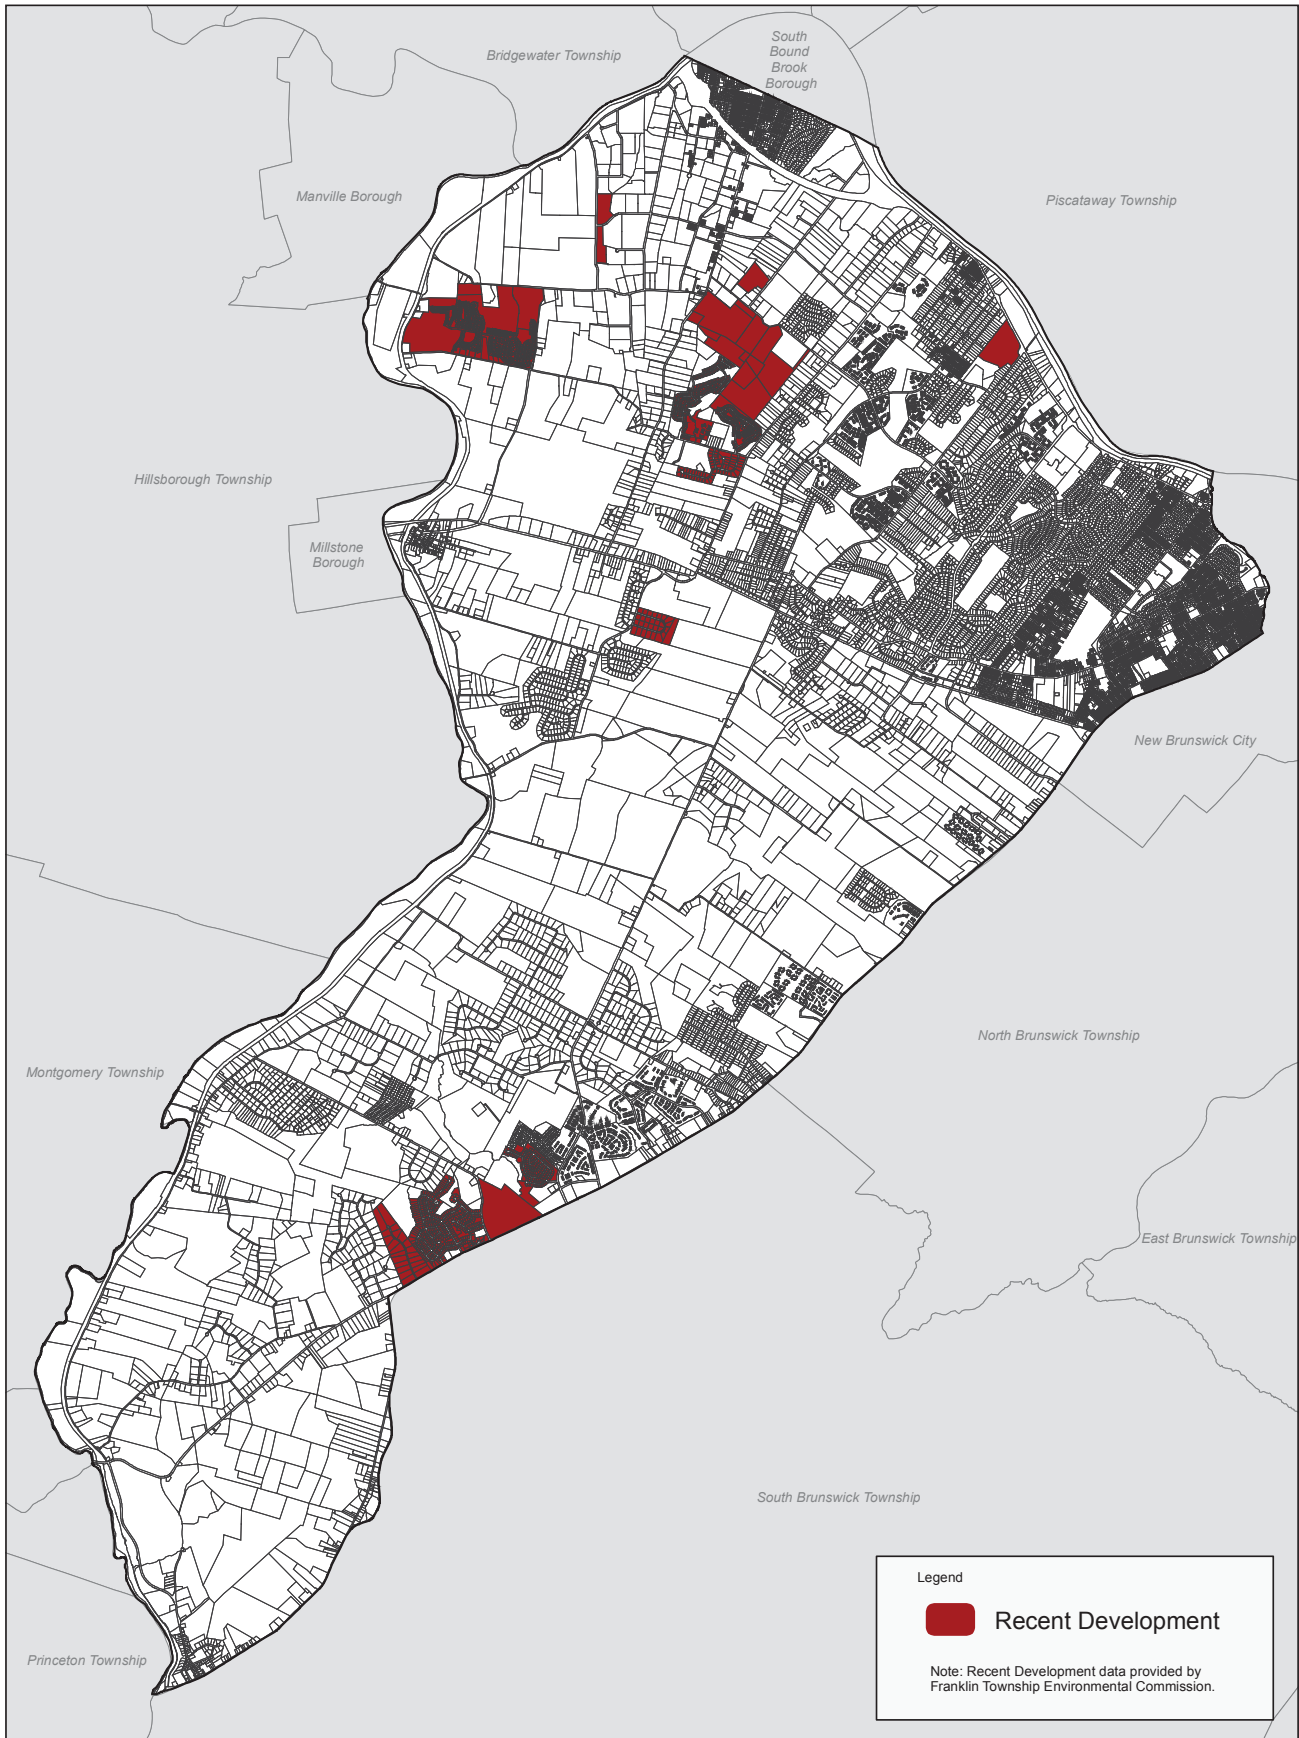 South
Bound
Brook
Borough
Bridgewater Township
Manville Borough
Piscataway Township
Hillsborough Township
Millstone
Borough
New Brunswick City
North Brunswick Township
Montgomery Township
East Brunswick Township
South Brunswick Township
Princeton Township
Legend
Recent Development
Note: Recent Development data provided by
Franklin Township Environmental Commission.